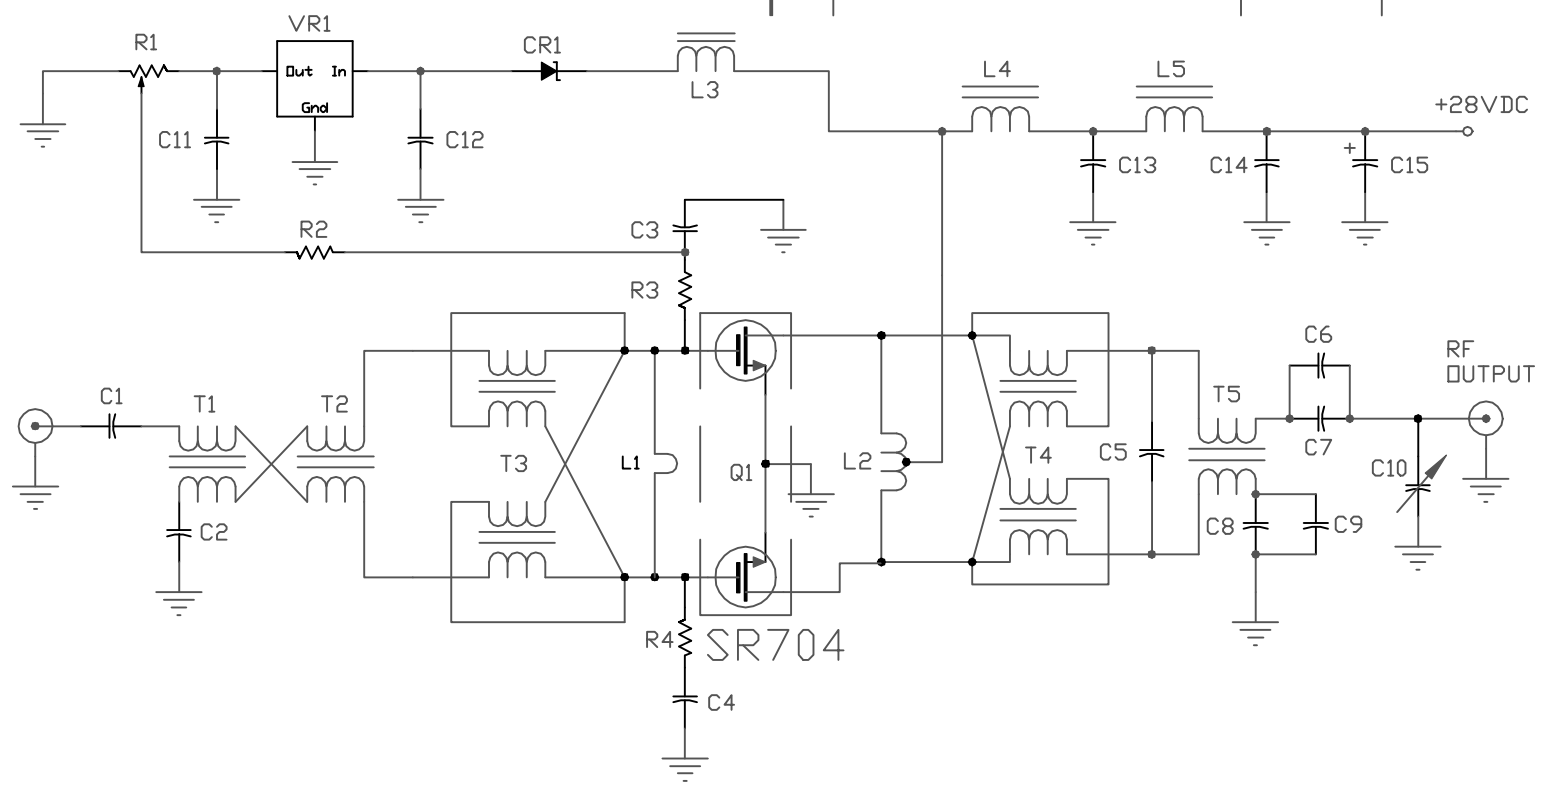 VR1
R1
CR1
Out In
Gnd
L3
L4
L5
+28VDC
C11
C12
C13
C14
+
C15
R2
C3
R3
C6
RF
OUTPUT
C1
T1
T2
T5
T3
L1
Q1
L2
T4
C5
C7
C10
C2
C8
C9
R4
SR704
C4